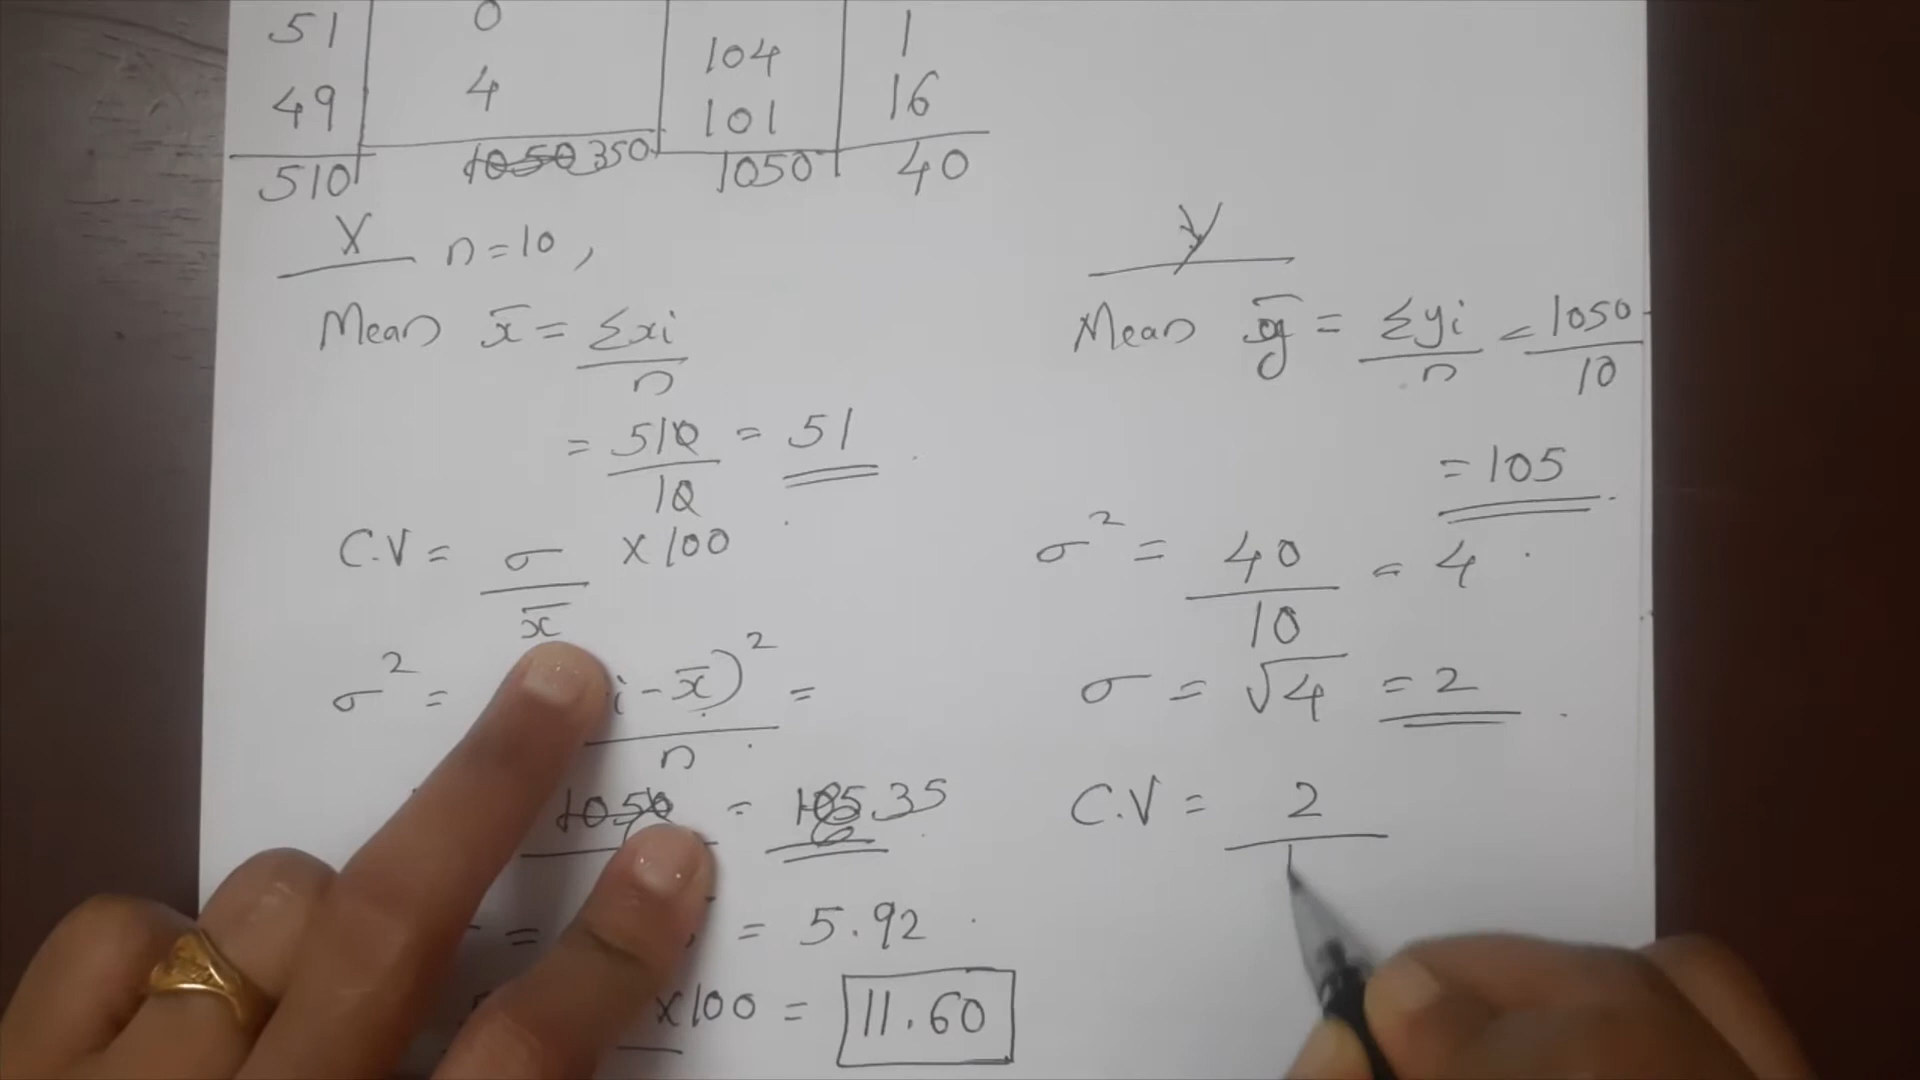 51 0 104 1
49 4 101 16
510 1050 350 1050 40
X n=10,
Mean x̄ = Σxi/n
= 510/10 = 51
C.V = σ/x̄ ×100
σ² = i - x̄)²/n =
1050 = 105 35
= = 5.92
×100 = 11.60
Y
Mean ȳ = Σyi/n = 1050/10
= 105
σ² = 40/10 = 4
σ = √4 = 2
C.V = 2